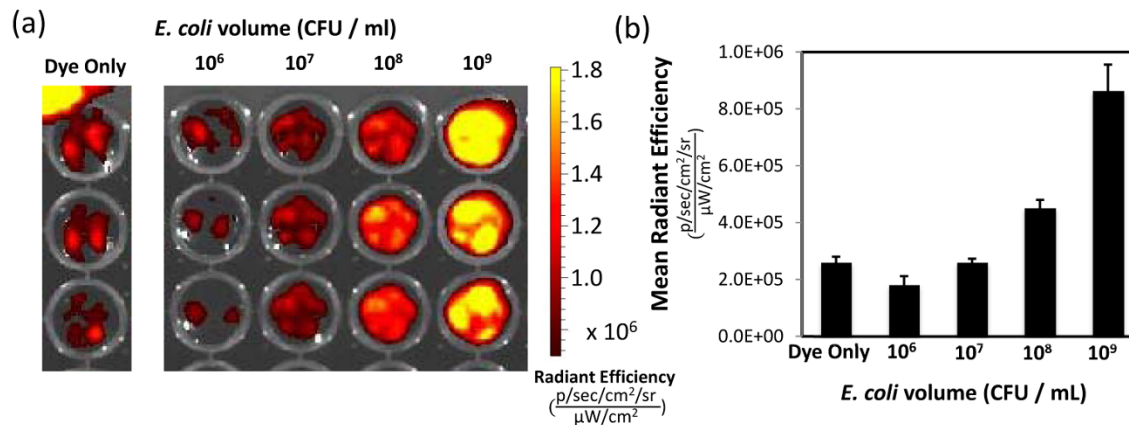 (a)
E. coli volume (CFU / ml)
Dye Only
10⁶ 10⁷ 10⁸ 10⁹
1.8
1.6
1.4
1.2
1.0
x 10⁶
Radiant Efficiency
(p/sec/cm²/sr
µW/cm²)
(b)
Mean Radiant Efficiency
(p/sec/cm²/sr
µW/cm²)
1.0E+06
8.0E+05
6.0E+05
4.0E+05
2.0E+05
0.0E+00
Dye Only 10⁶ 10⁷ 10⁸ 10⁹
E. coli volume (CFU / mL)